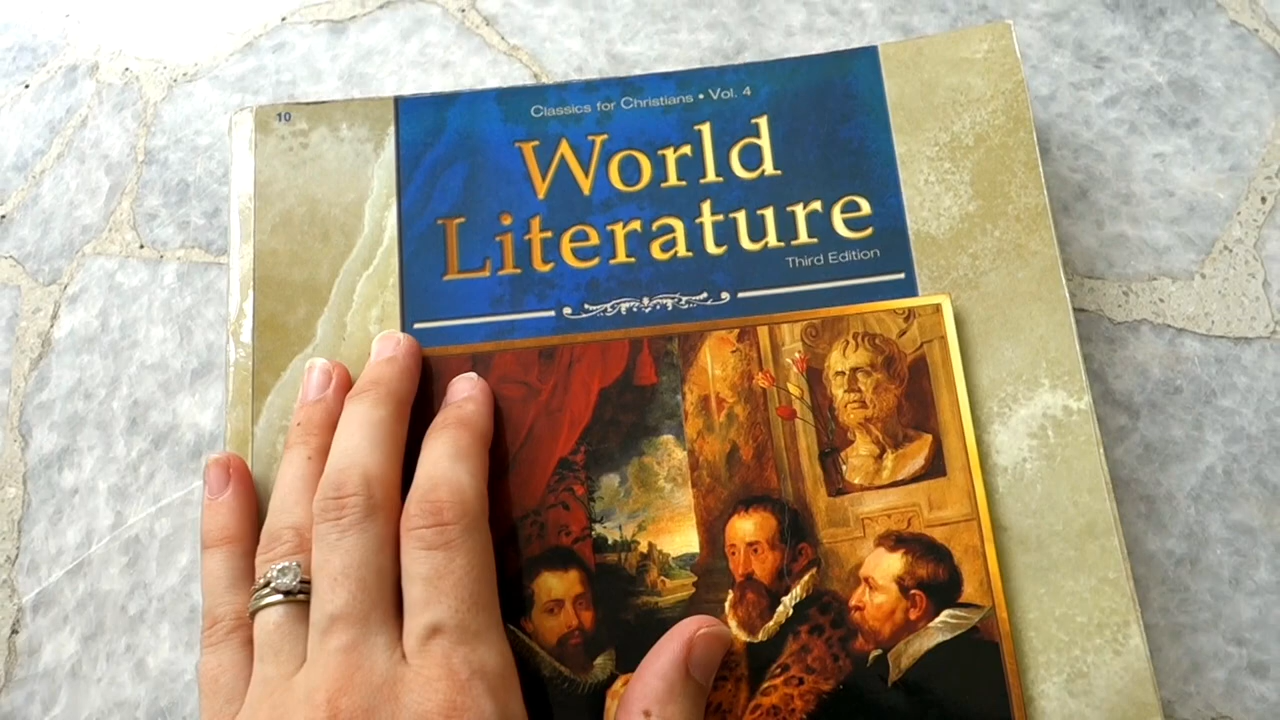 10
Classics for Christians • Vol. 4
World
Literature
Third Edition